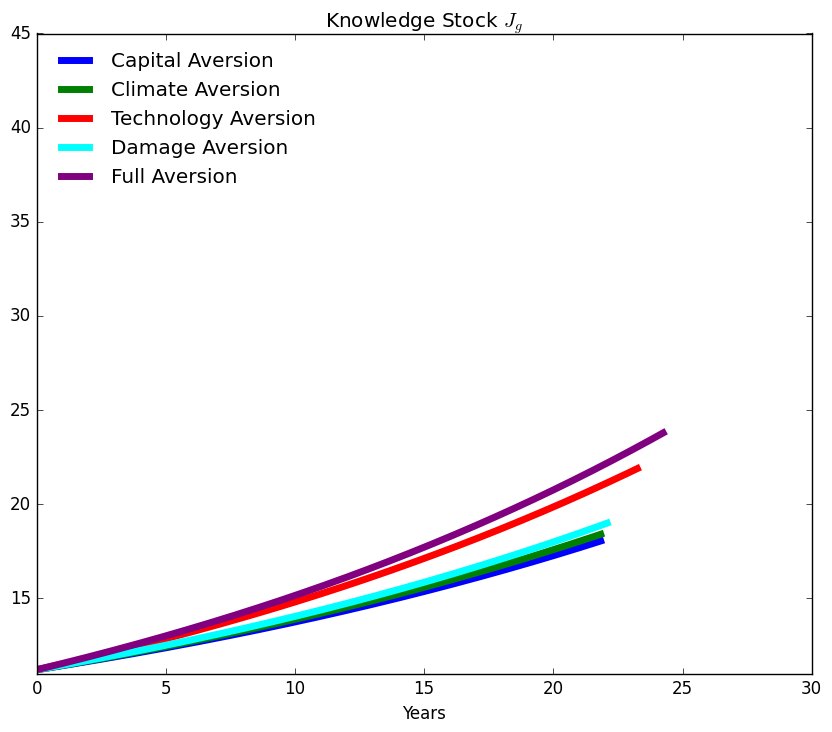 Knowledge Stock J_g
45
Capital Aversion
Climate Aversion
Technology Aversion
Damage Aversion
Full Aversion
40
35
30
25
20
15
0 5 10 15 20 25 30
Years